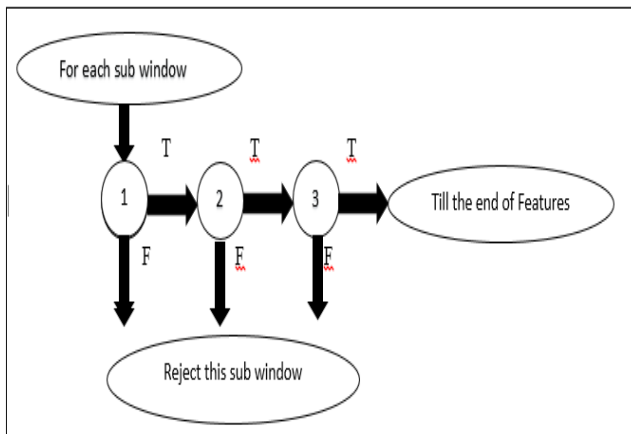 For each sub window
T T T
1 2 3
Till the end of Features
F F F
Reject this sub window